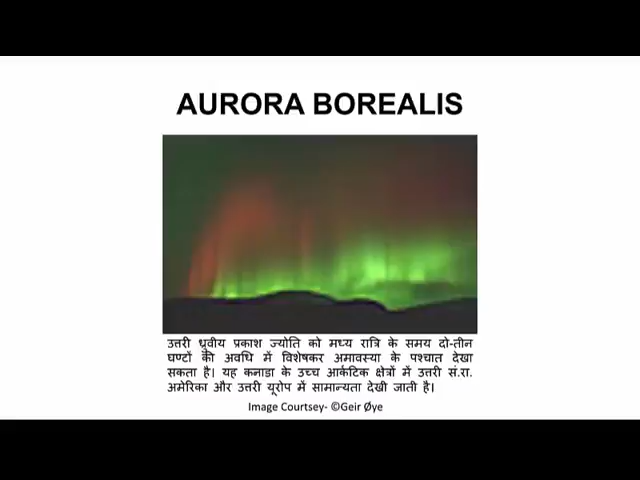 AURORA BOREALIS
उत्तरी ध्रुवीय प्रकाश ज्योति को मध्य रात्रि के समय दो-तीन
घण्टों की अवधि में विशेषकर अमावस्या के पश्चात देखा
सकता है। यह कनाडा के उच्च आर्कटिक क्षेत्रों में उत्तरी सं.रा.
अमेरिका और उत्तरी यूरोप में सामान्यता देखी जाती है।
Image Courtsey- ©Geir Øye